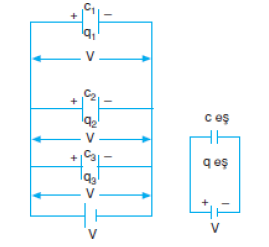 + c₁ −
q₁
V
+ c₂ −
q₂
V
+ c₃ −
q₃
V
V
c eş
q eş
+ −
V